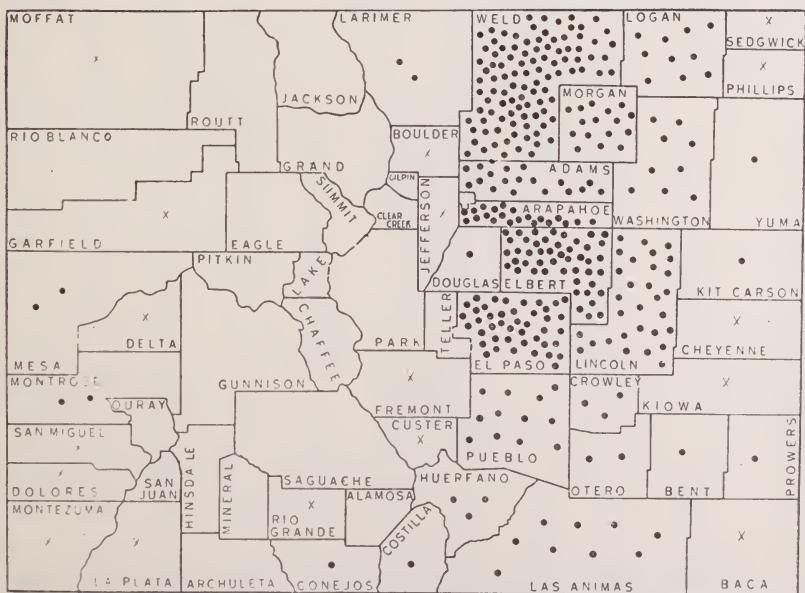 MOFFAT
LARIMER
WELD
LOGAN
SEDGWICK
PHILLIPS
JACKSON
MORGAN
ROUTT
RIO BLANCO
BOULDER
GRAND
GILPIN
ADAMS
SUMMIT
JEFFERSON
ARAPAHOE
CLEAR
CREEK
WASHINGTON
YUMA
GARFIELD
EAGLE
PITKIN
LAKE
DOUGLAS
ELBERT
KIT CARSON
CHAFFEE
TELLER
DELTA
PARK
MESA
EL PASO
LINCOLN
CHEYENNE
MONTROSE
GUNNISON
CROWLEY
OURAY
FREMONT
KIOWA
SAN MIGUEL
CUSTER
PUEBLO
PROWERS
HINSDALE
MINERAL
SAGUACHE
HUERFANO
DOLORES
SAN
JUAN
ALAMOSA
OTERO
BENT
MONTEZUMA
RIO
GRANDE
COSTILLA
LA PLATA
ARCHULETA
CONEJOS
LAS ANIMAS
BACA